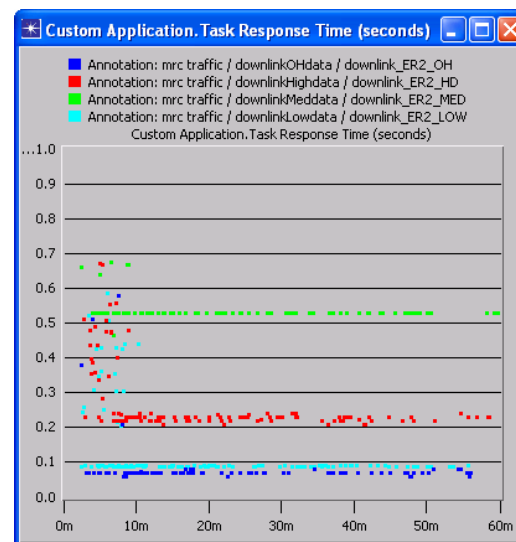 Custom Application.Task Response Time (seconds)
Annotation: mrc traffic / downlinkOHdata / downlink_ER2_OH
Annotation: mrc traffic / downlinkHighdata / downlink_ER2_HD
Annotation: mrc traffic / downlinkMeddata / downlink_ER2_MED
Annotation: mrc traffic / downlinkLowdata / downlink_ER2_LOW
Custom Application.Task Response Time (seconds)
...1.0
0.9
0.8
0.7
0.6
0.5
0.4
0.3
0.2
0.1
0.0
0m 10m 20m 30m 40m 50m 60m